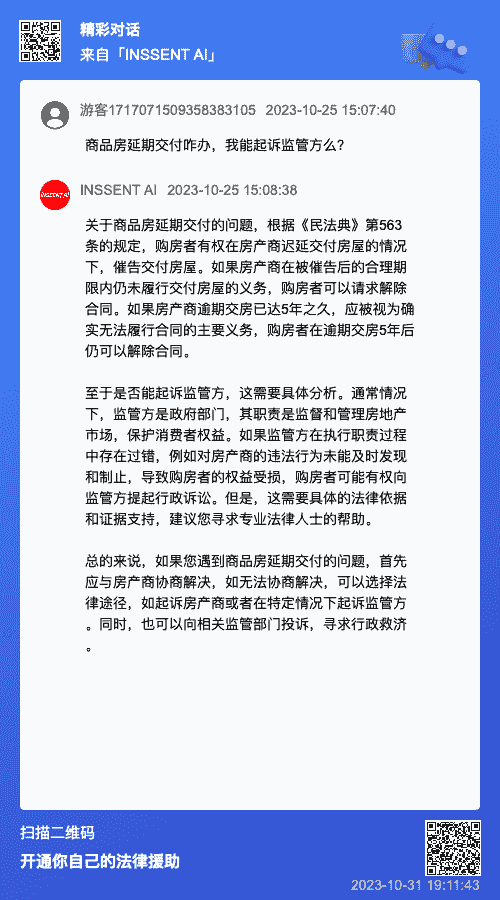 精彩对话
来自「INSSENT AI」
游客1717071509358383105 2023-10-25 15:07:40
商品房延期交付咋办，我能起诉监管方么？
INSSENT AI
INSSENT AI 2023-10-25 15:08:38
关于商品房延期交付的问题，根据《民法典》第563
条的规定，购房者有权在房产商迟延交付房屋的情况
下，催告交付房屋。如果房产商在被催告后的合理期
限内仍未履行交付房屋的义务，购房者可以请求解除
合同。如果房产商逾期交房已达5年之久，应被视为确
实无法履行合同的主要义务，购房者在逾期交房5年后
仍可以解除合同。
至于是否能起诉监管方，这需要具体分析。通常情况
下，监管方是政府部门，其职责是监督和管理房地产
市场，保护消费者权益。如果监管方在执行职责过程
中存在过错，例如对房产商的违法行为未能及时发现
和制止，导致购房者的权益受损，购房者可能有权向
监管方提起行政诉讼。但是，这需要具体的法律依据
和证据支持，建议您寻求专业法律人士的帮助。
总的来说，如果您遇到商品房延期交付的问题，首先
应与房产商协商解决，如无法协商解决，可以选择法
律途径，如起诉房产商或者在特定情况下起诉监管方
。同时，也可以向相关监管部门投诉，寻求行政救济
。
扫描二维码
开通你自己的法律援助
2023-10-31 19:11:43